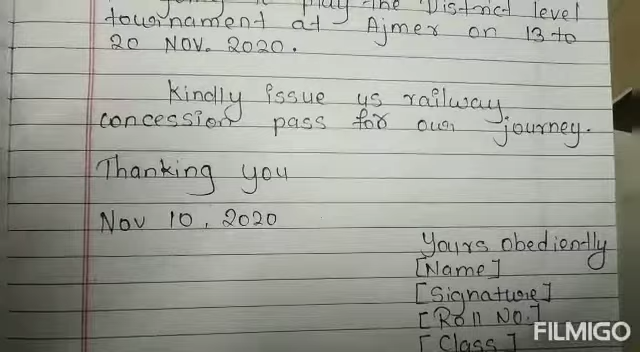 play the District level
tournament at Ajmer on 13 to
20 NOV. 2020.
Kindly issue us railway
concession pass for our journey.
Thanking you
Nov 10, 2020
Yours obediently
[Name]
[Signature]
[Roll No.]
[Class]
FILMIGO